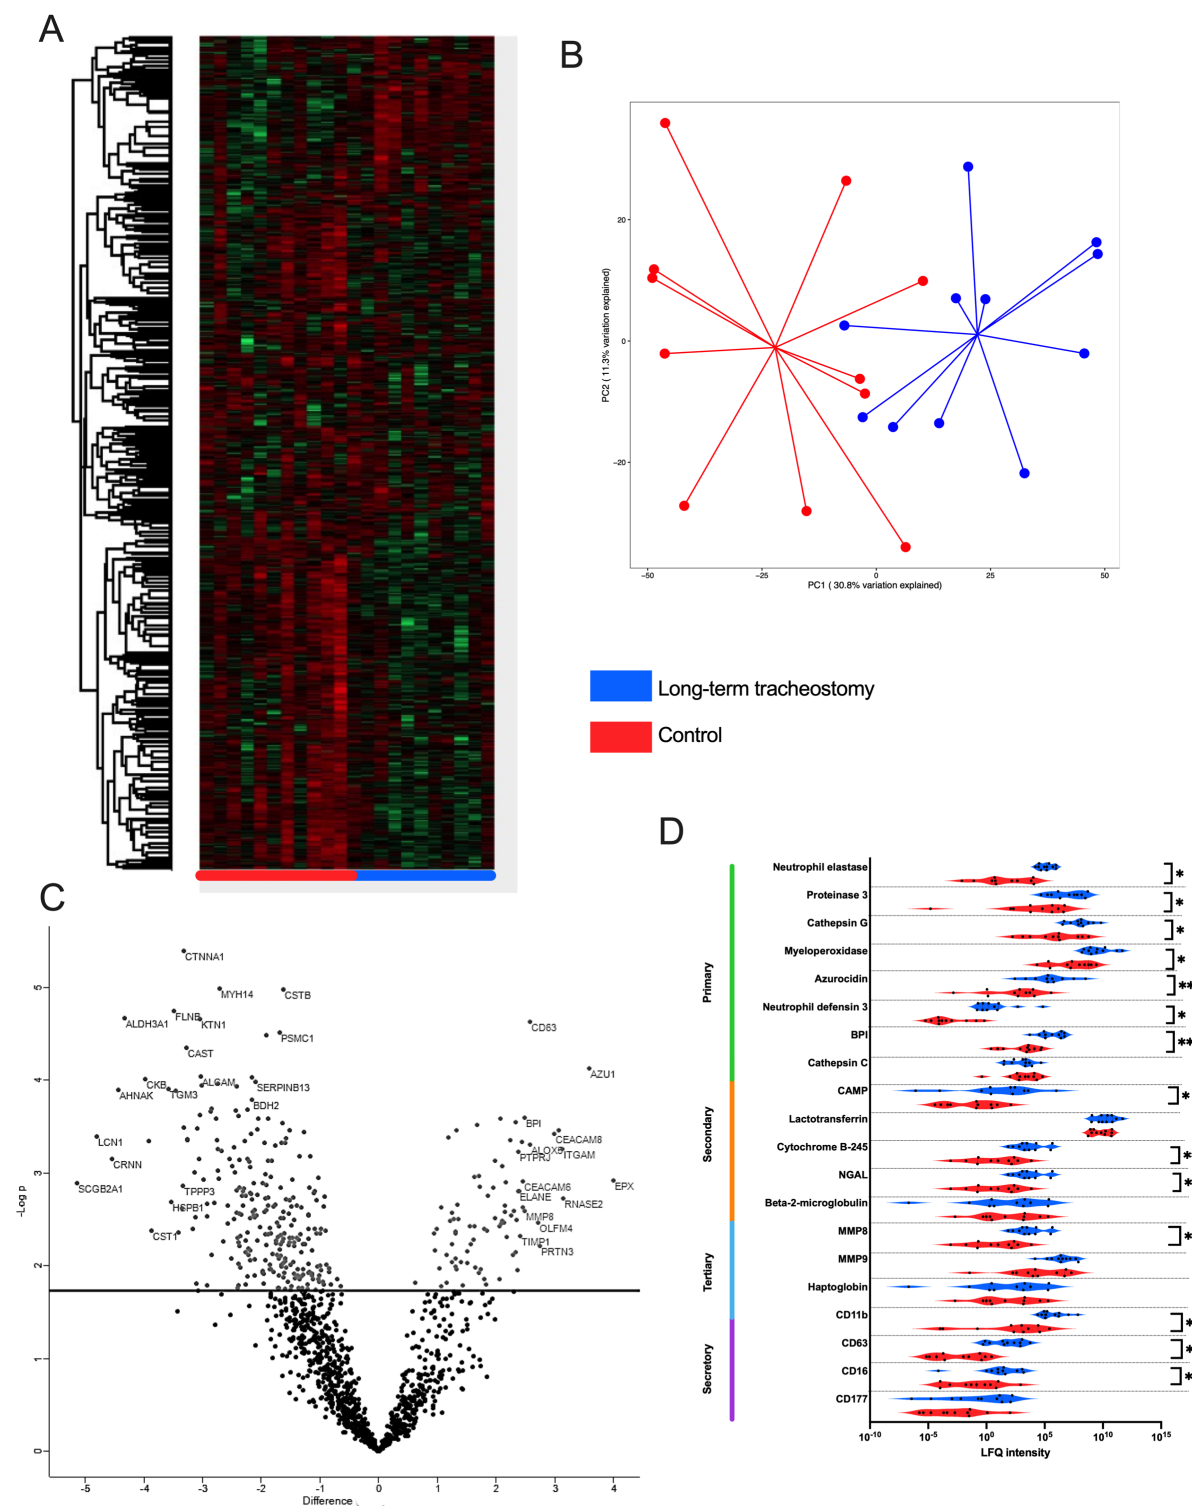 A
B
20
0
−20
PC2 ( 11.3% variation explained)
−50
−25
0
25
50
PC1 ( 30.8% variation explained)
Long-term tracheostomy
Control
C
5
4
3
2
1
0
-Log p
CTNNA1
MYH14
CSTB
ALDH3A1
FLNB
KTN1
PSMC1
CD63
CAST
AZU1
CKB
ALCAM
SERPINB13
AHNAK
TGM3
BDH2
BPI
LCN1
CEACAM8
ALOX5
ITGAM
PTPRJ
CRNN
SCGB2A1
TPPP3
CEACAM6
EPX
ELANE
RNASE2
HSPB1
MMP8
OLFM4
CST1
TIMP1
PRTN3
-5
-4
-3
-2
-1
0
1
2
3
4
Difference
D
Primary
Secondary
Tertiary
Secretory
Neutrophil elastase
*
Proteinase 3
*
Cathepsin G
*
Myeloperoxidase
*
Azurocidin
**
Neutrophil defensin 3
*
BPI
**
Cathepsin C
CAMP
*
Lactotransferrin
Cytochrome B-245
*
NGAL
*
Beta-2-microglobulin
MMP8
*
MMP9
Haptoglobin
CD11b
*
CD63
*
CD16
*
CD177
10-10
10-5
100
105
1010
1015
LFQ intensity